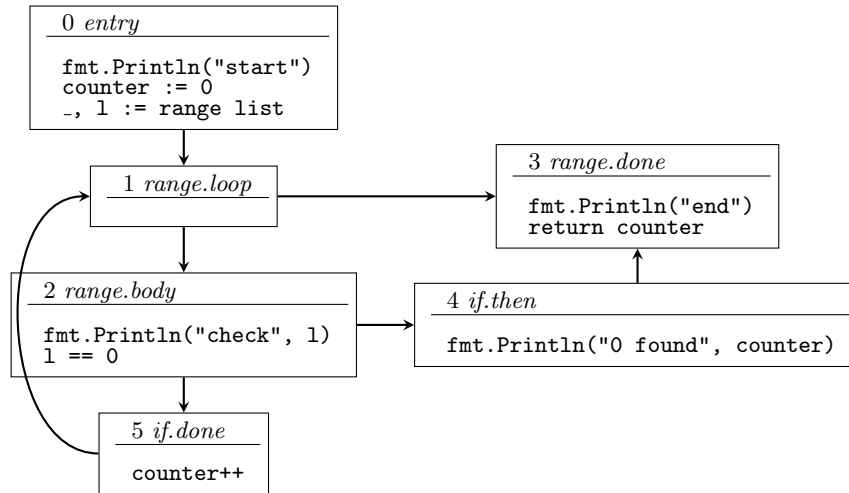 0 entry
fmt.Println("start")
counter := 0
_, l := range list
1 range.loop
3 range.done
fmt.Println("end")
return counter
2 range.body
fmt.Println("check", l)
l == 0
4 if.then
fmt.Println("0 found", counter)
5 if.done
counter++